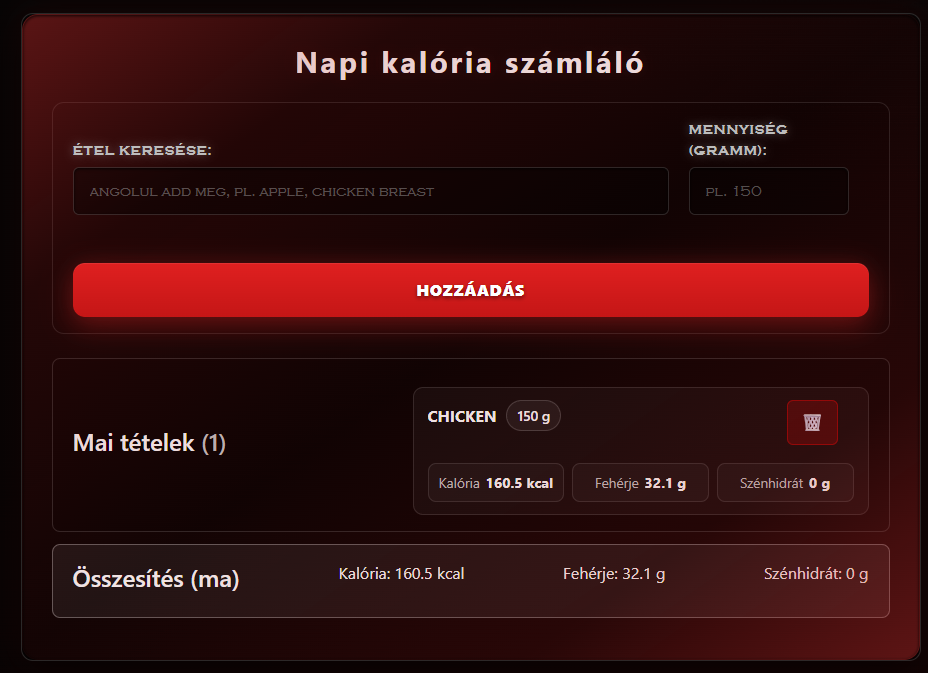 Napi kalória számláló
ÉTEL KERESÉSE:
MENNYISÉG
(GRAMM):
ANGOLUL ADD MEG, PL. APPLE, CHICKEN BREAST
PL. 150
HOZZÁADÁS
Mai tételek (1)
CHICKEN 150 g
Kalória 160.5 kcal Fehérje 32.1 g Szénhidrát 0 g
Összesítés (ma) Kalória: 160.5 kcal Fehérje: 32.1 g Szénhidrát: 0 g